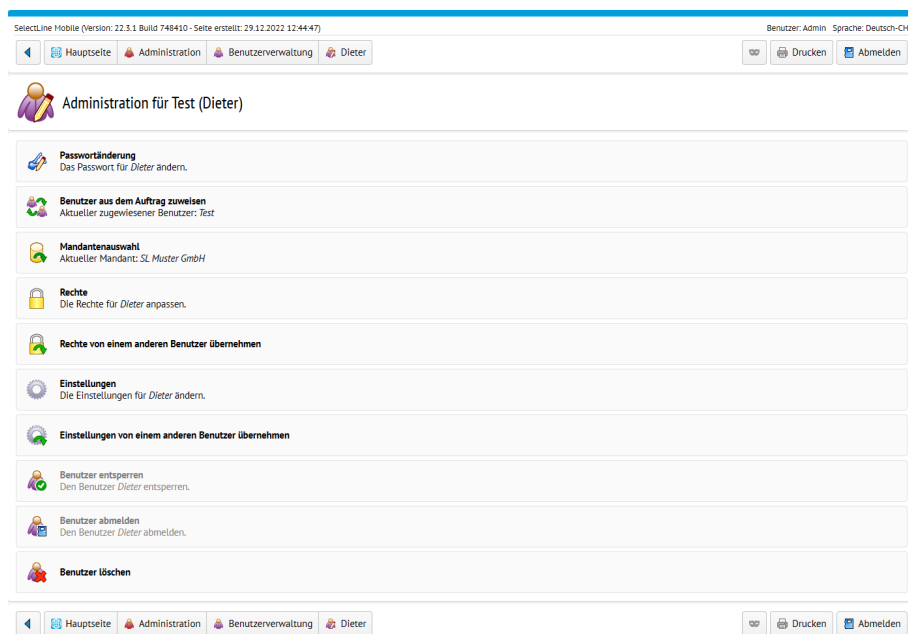 SelectLine Mobile (Version: 22.3.1 Build 748410 - Seite erstellt: 29.12.2022 12:44:47) Benutzer: Admin Sprache: Deutsch-CH
Hauptseite Administration Benutzerverwaltung Dieter Drucken Abmelden
Administration für Test (Dieter)
Passwortänderung
Das Passwort für Dieter ändern.
Benutzer aus dem Auftrag zuweisen
Aktueller zugewiesener Benutzer: Test
Mandantenauswahl
Aktueller Mandant: SL Muster GmbH
Rechte
Die Rechte für Dieter anpassen.
Rechte von einem anderen Benutzer übernehmen
Einstellungen
Die Einstellungen für Dieter ändern.
Einstellungen von einem anderen Benutzer übernehmen
Benutzer entsperren
Den Benutzer Dieter entsperren.
Benutzer abmelden
Den Benutzer Dieter abmelden.
Benutzer löschen
Hauptseite Administration Benutzerverwaltung Dieter Drucken Abmelden